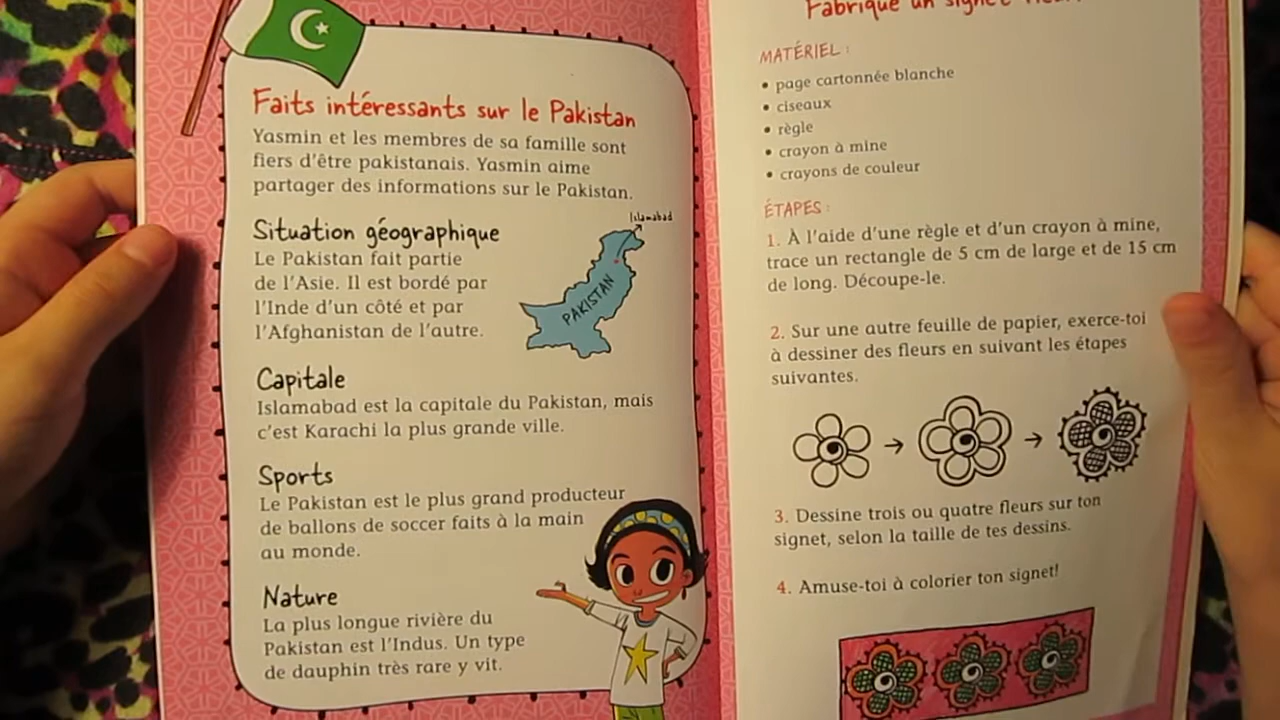 Faits intéressants sur le Pakistan
Yasmin et les membres de sa famille sont
fiers d'être pakistanais. Yasmin aime
partager des informations sur le Pakistan.
Situation géographique
Le Pakistan fait partie
de l'Asie. Il est bordé par
l'Inde d'un côté et par
l'Afghanistan de l'autre.
Islamabad
PAKISTAN
Capitale
Islamabad est la capitale du Pakistan, mais
c'est Karachi la plus grande ville.
Sports
Le Pakistan est le plus grand producteur
de ballons de soccer faits à la main
au monde.
Nature
La plus longue rivière du
Pakistan est l'Indus. Un type
de dauphin très rare y vit.
Fabrique un signet
MATÉRIEL :
• page cartonnée blanche
• ciseaux
• règle
• crayon à mine
• crayons de couleur
ÉTAPES :
1. À l'aide d'une règle et d'un crayon à mine,
trace un rectangle de 5 cm de large et de 15 cm
de long. Découpe-le.
2. Sur une autre feuille de papier, exerce-toi
à dessiner des fleurs en suivant les étapes
suivantes.
3. Dessine trois ou quatre fleurs sur ton
signet, selon la taille de tes dessins.
4. Amuse-toi à colorier ton signet!